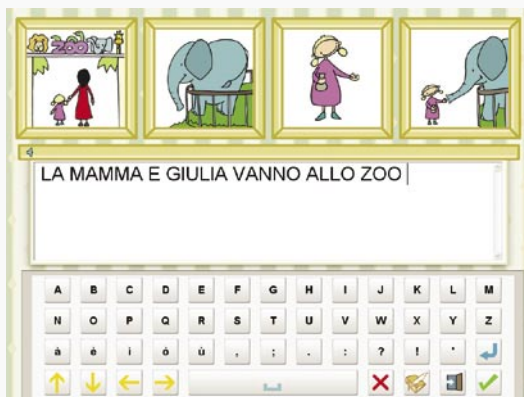 ZOO
LA MAMMA E GIULIA VANNO ALLO ZOO
A B C D E F G H I J K L M
N O P Q R S T U V W X Y Z
à è ì ò ù , ; . : ? ! '